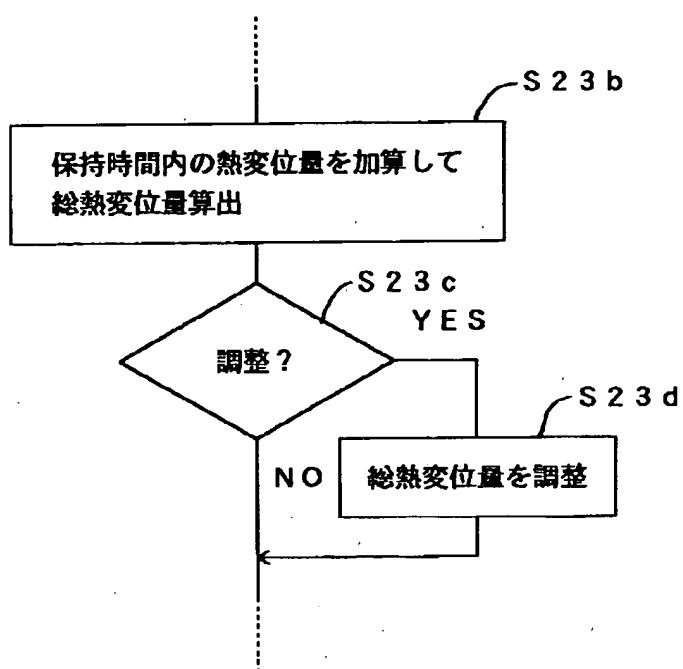 S23b
保持時間内の熱変位量を加算して
総熱変位量算出
S23c
YES
調整?
S23d
NO
総熱変位量を調整